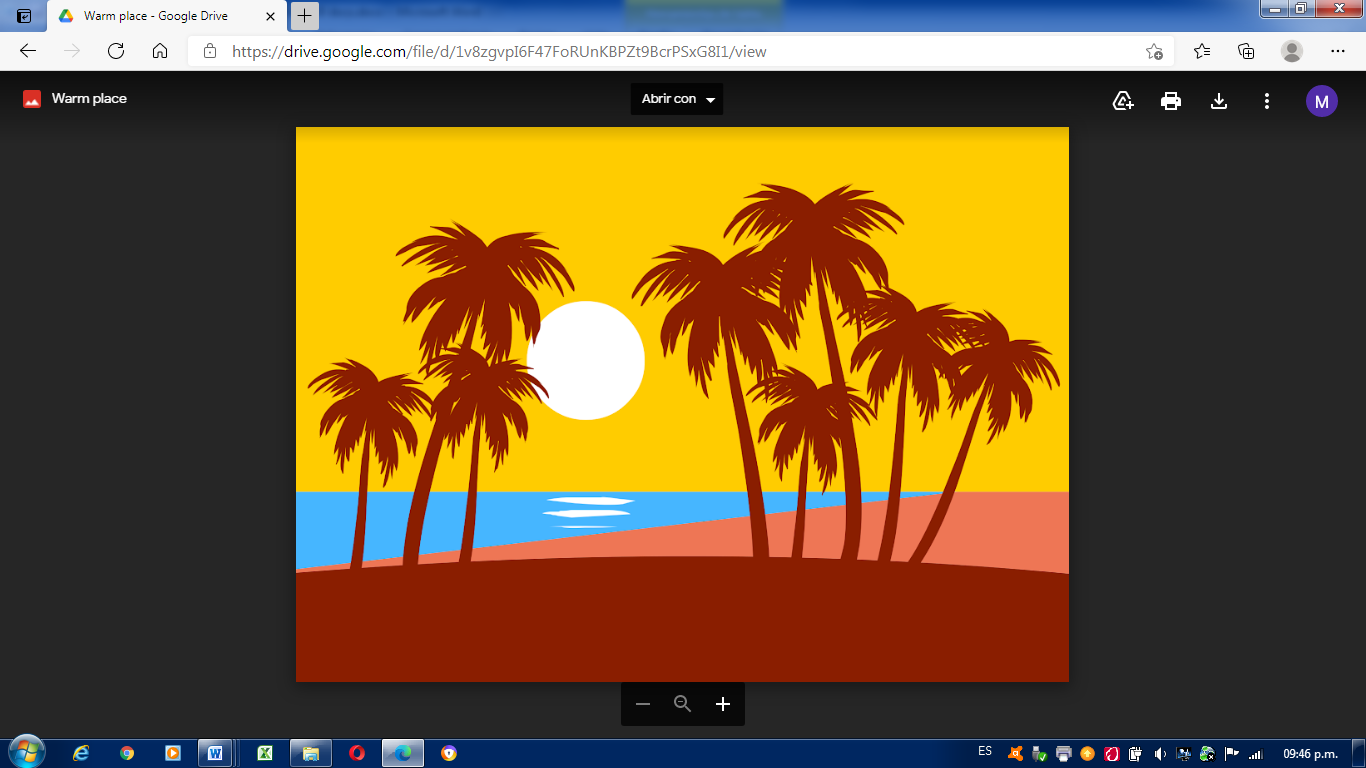 Warm place - Google Drive
https://drive.google.com/file/d/1v8zgvpI6F47FoRUnKBPZt9BcrPSxG8I1/view
Warm place
Abrir con
M
ES
09:46 p.m.